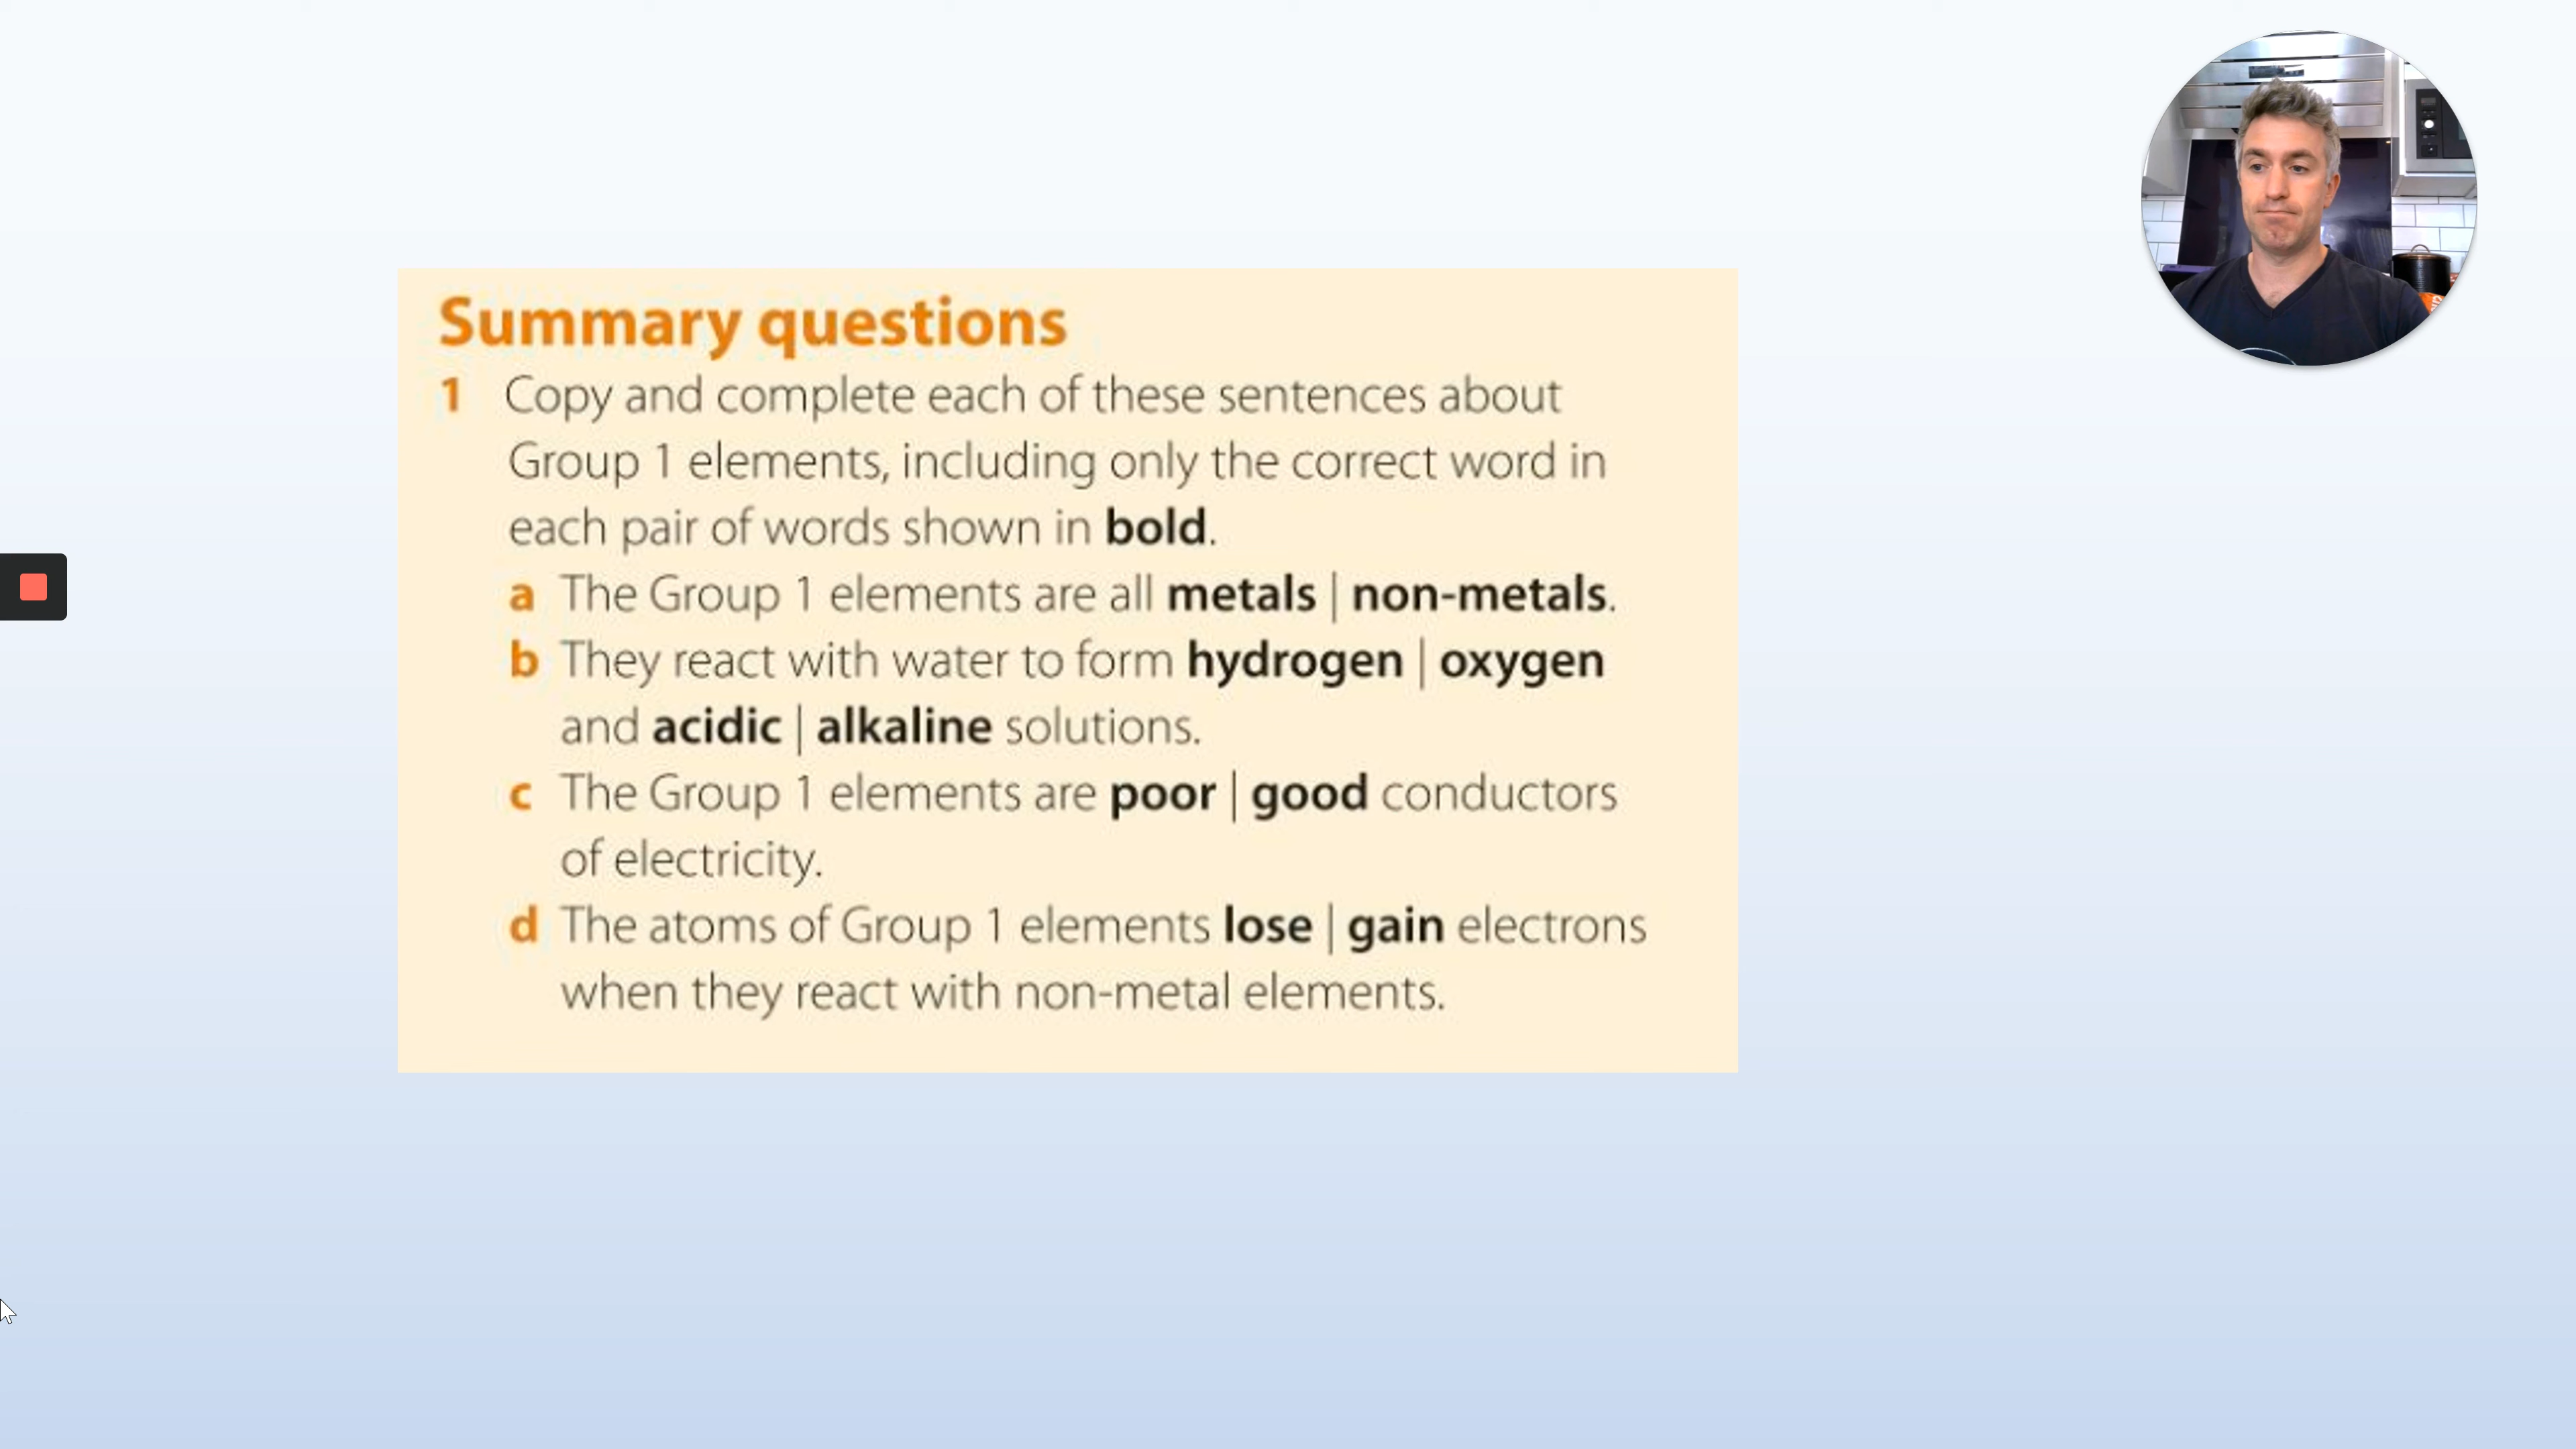 Summary questions
1 Copy and complete each of these sentences about
Group 1 elements, including only the correct word in
each pair of words shown in bold.
a The Group 1 elements are all metals | non-metals.
b They react with water to form hydrogen | oxygen
and acidic | alkaline solutions.
c The Group 1 elements are poor | good conductors
of electricity.
d The atoms of Group 1 elements lose | gain electrons
when they react with non-metal elements.